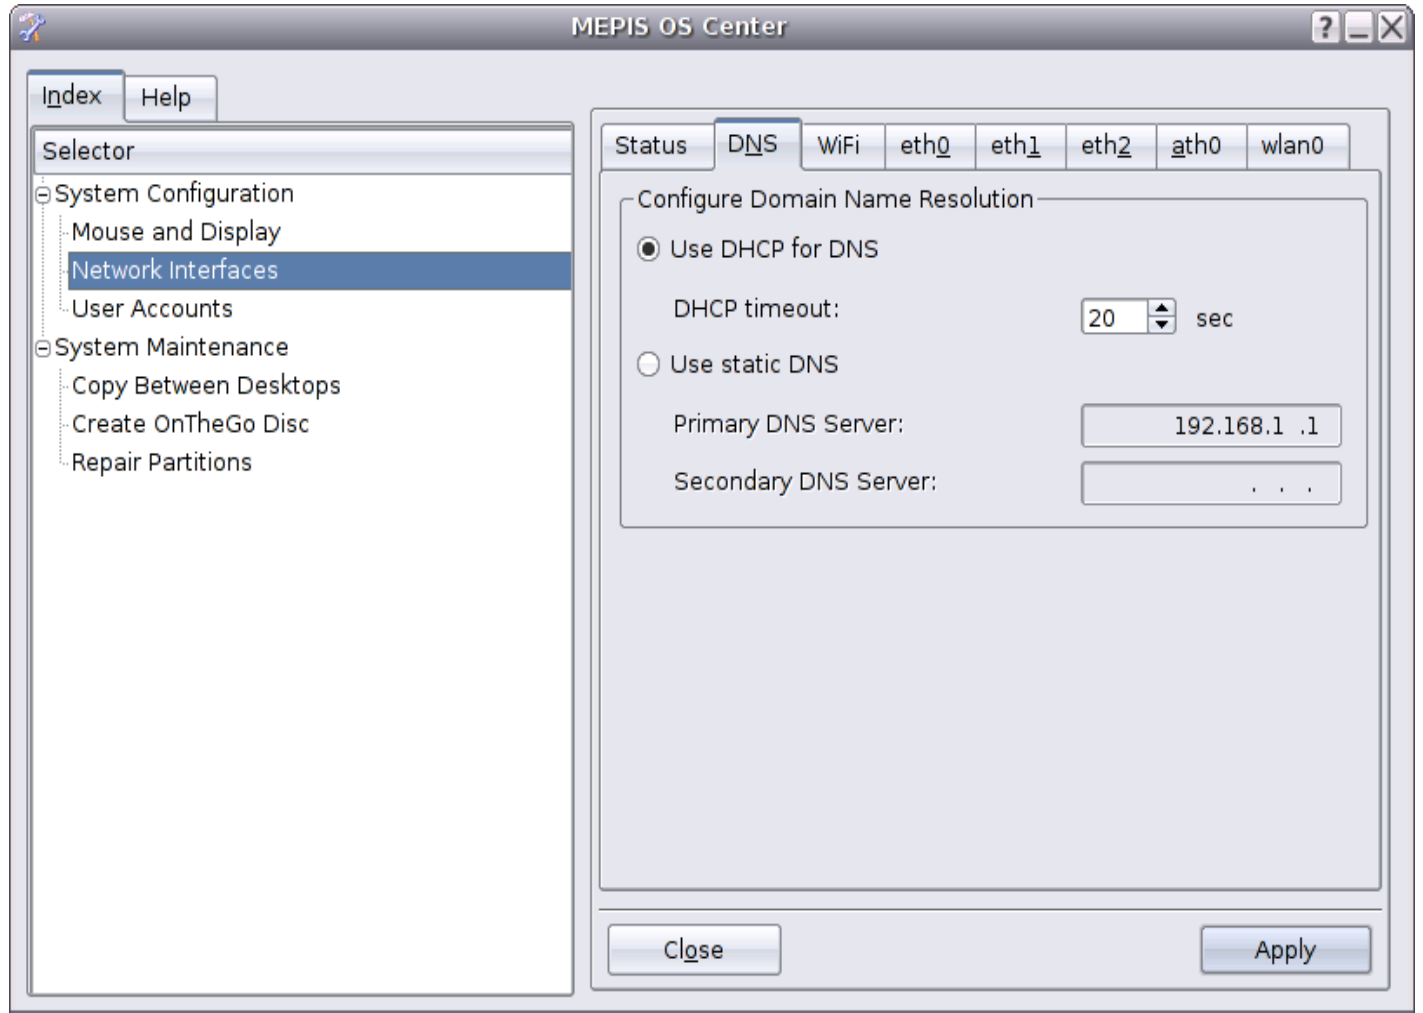 MEPIS OS Center
?
Index Help
Selector
System Configuration
Mouse and Display
Network Interfaces
User Accounts
System Maintenance
Copy Between Desktops
Create OnTheGo Disc
Repair Partitions
Status DNS WiFi eth0 eth1 eth2 ath0 wlan0
Configure Domain Name Resolution
Use DHCP for DNS
DHCP timeout: 20 sec
Use static DNS
Primary DNS Server: 192.168.1 .1
Secondary DNS Server: . . .
Close Apply